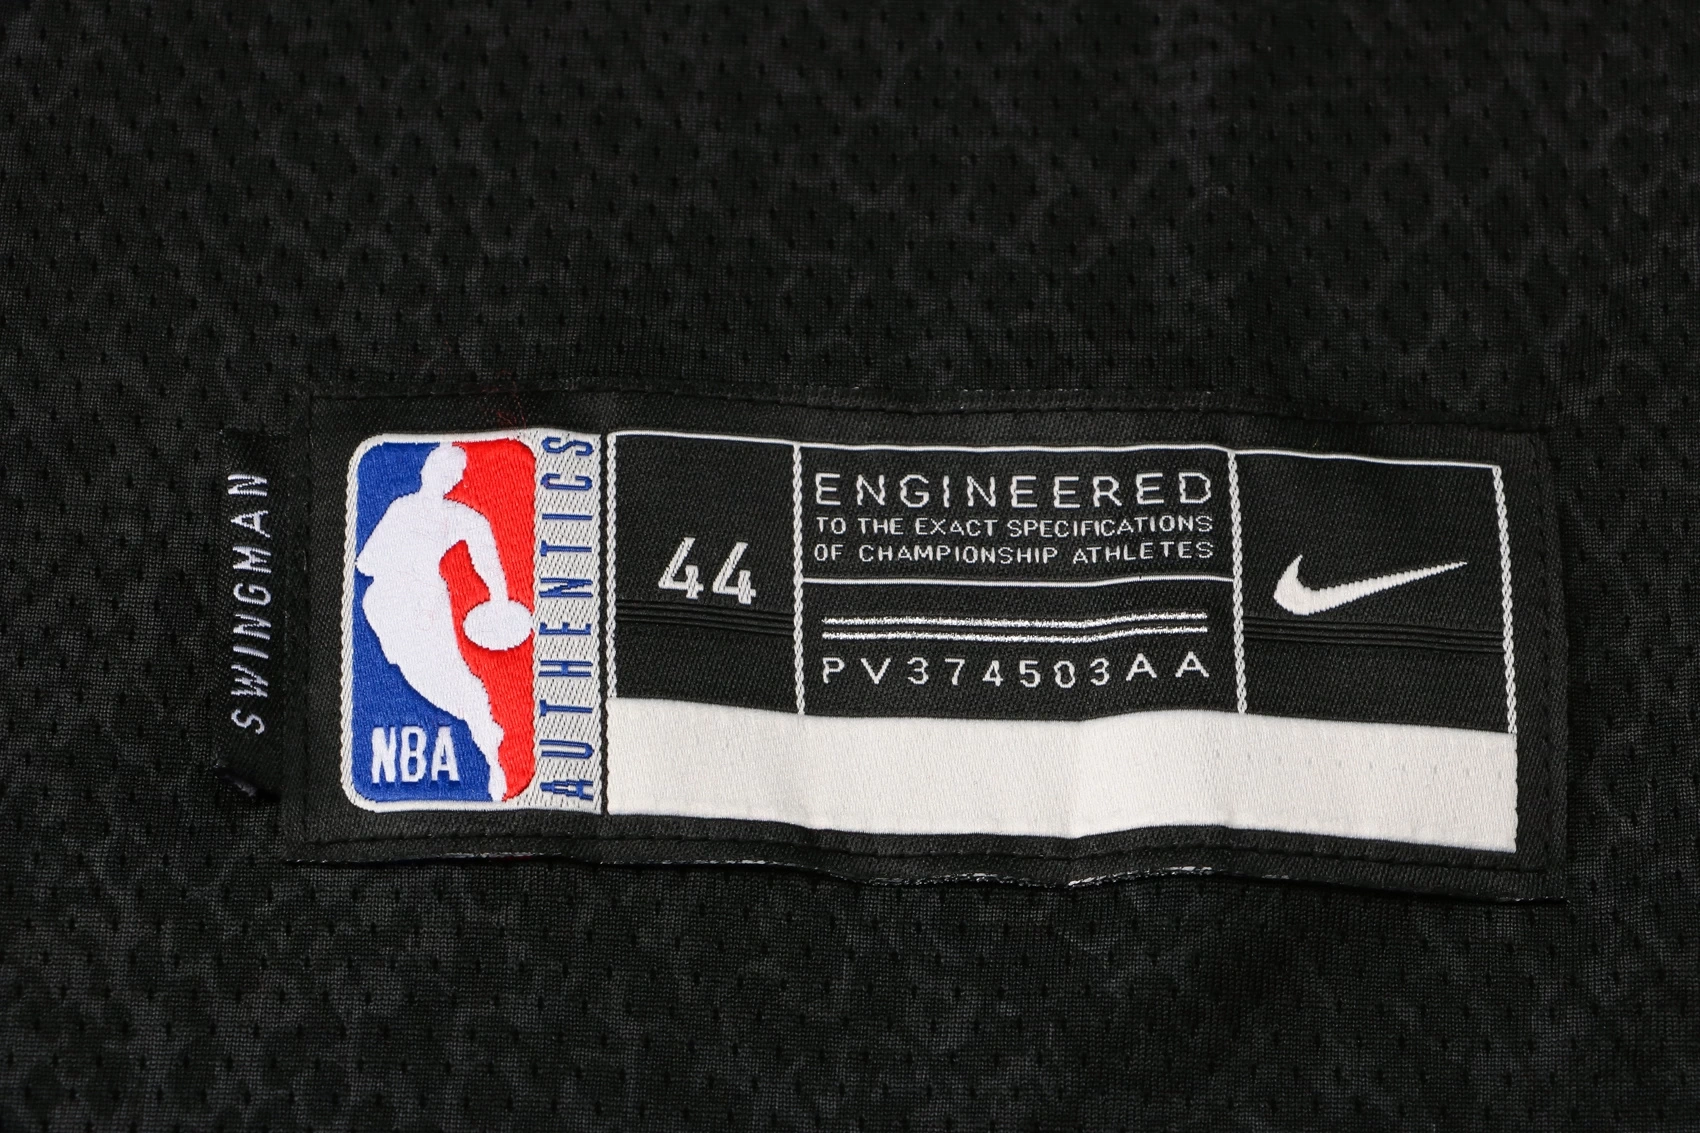 SWINGMAN
NBA
AUTHENTICS
44
ENGINEERED
TO THE EXACT SPECIFICATIONS
OF CHAMPIONSHIP ATHLETES
PV374503AA